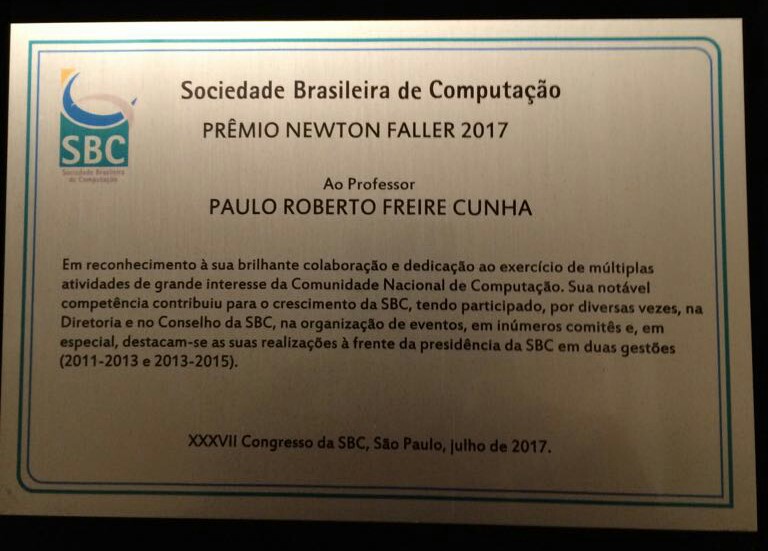 Sociedade Brasileira de Computação
PRÊMIO NEWTON FALLER 2017
SBC
Sociedade Brasileira
de Computação
Ao Professor
PAULO ROBERTO FREIRE CUNHA
Em reconhecimento à sua brilhante colaboração e dedicação ao exercício de múltiplas
atividades de grande interesse da Comunidade Nacional de Computação. Sua notável
competência contribuiu para o crescimento da SBC, tendo participado, por diversas vezes, na
Diretoria e no Conselho da SBC, na organização de eventos, em inúmeros comitês e, em
especial, destacam-se as suas realizações à frente da presidência da SBC em duas gestões
(2011-2013 e 2013-2015).
XXXVII Congresso da SBC, São Paulo, julho de 2017.